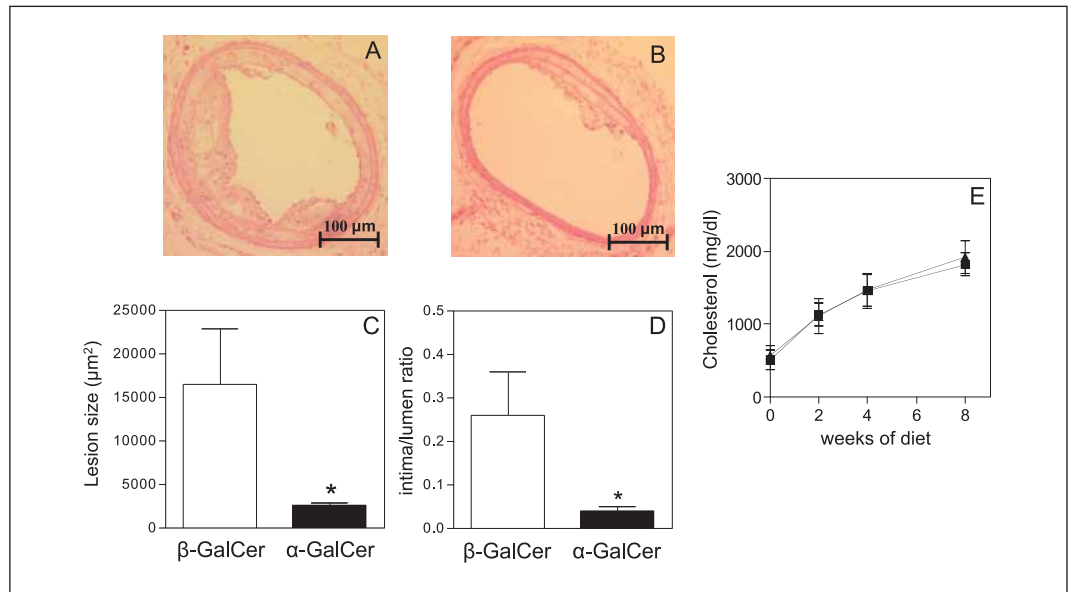 A
100 µm
B
100 µm
C
Lesion size (µm²)
25000
20000
15000
10000
5000
0
*
β-GalCer
α-GalCer
D
intima/lumen ratio
0.5
0.4
0.3
0.2
0.1
0.0
*
β-GalCer
α-GalCer
E
Cholesterol (mg/dl)
3000
2000
1000
0
0
2
4
6
8
weeks of diet